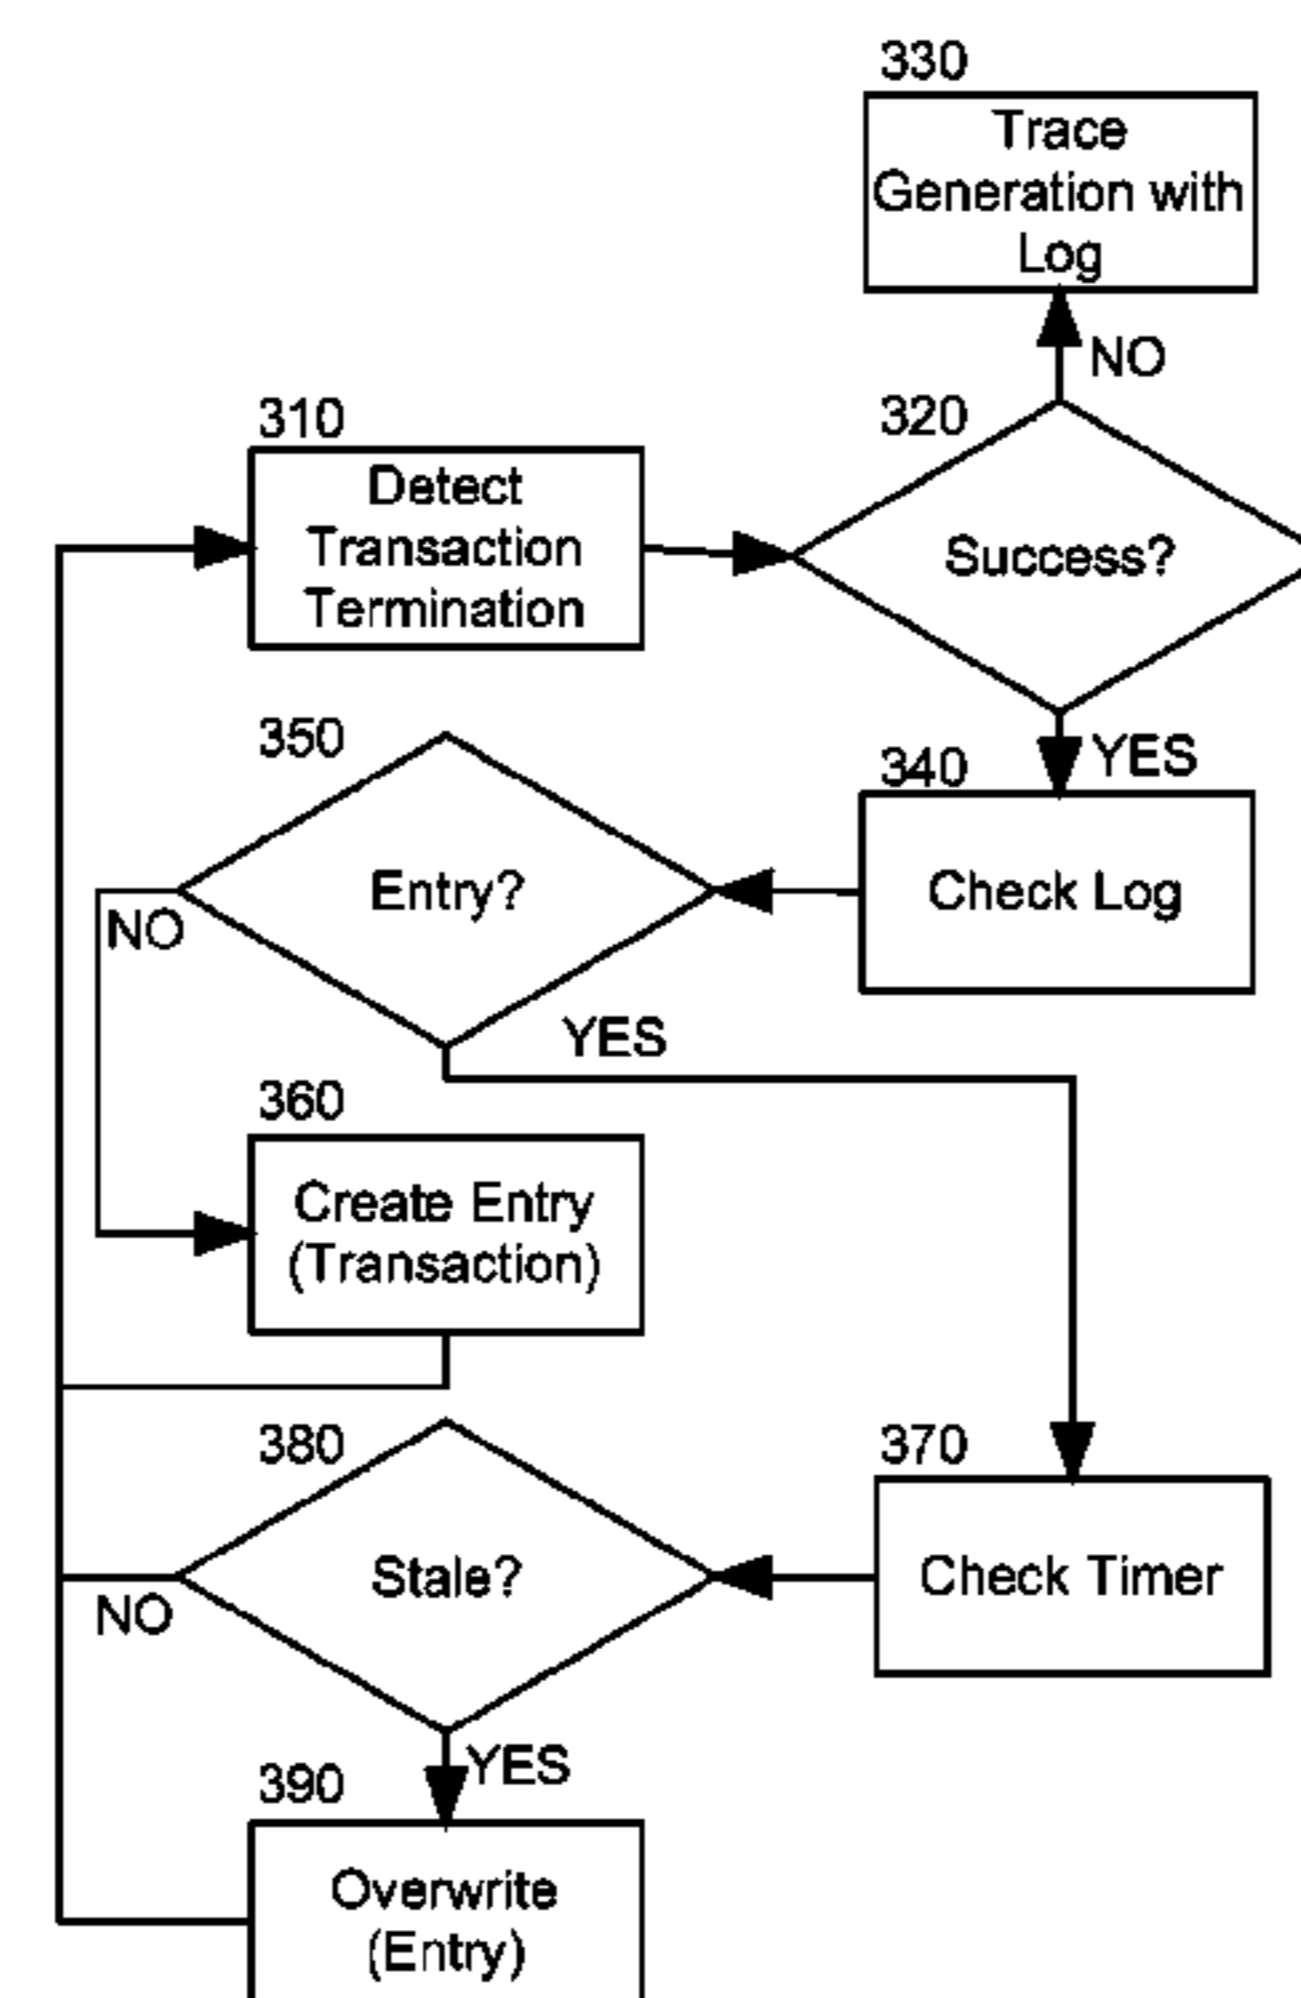 330
Trace
Generation with
Log
NO
310
320
Detect
Transaction
Termination
Success?
YES
350
340
Entry?
Check Log
NO
YES
360
Create Entry
(Transaction)
380
370
Stale?
Check Timer
NO
YES
390
Overwrite
(Entry)